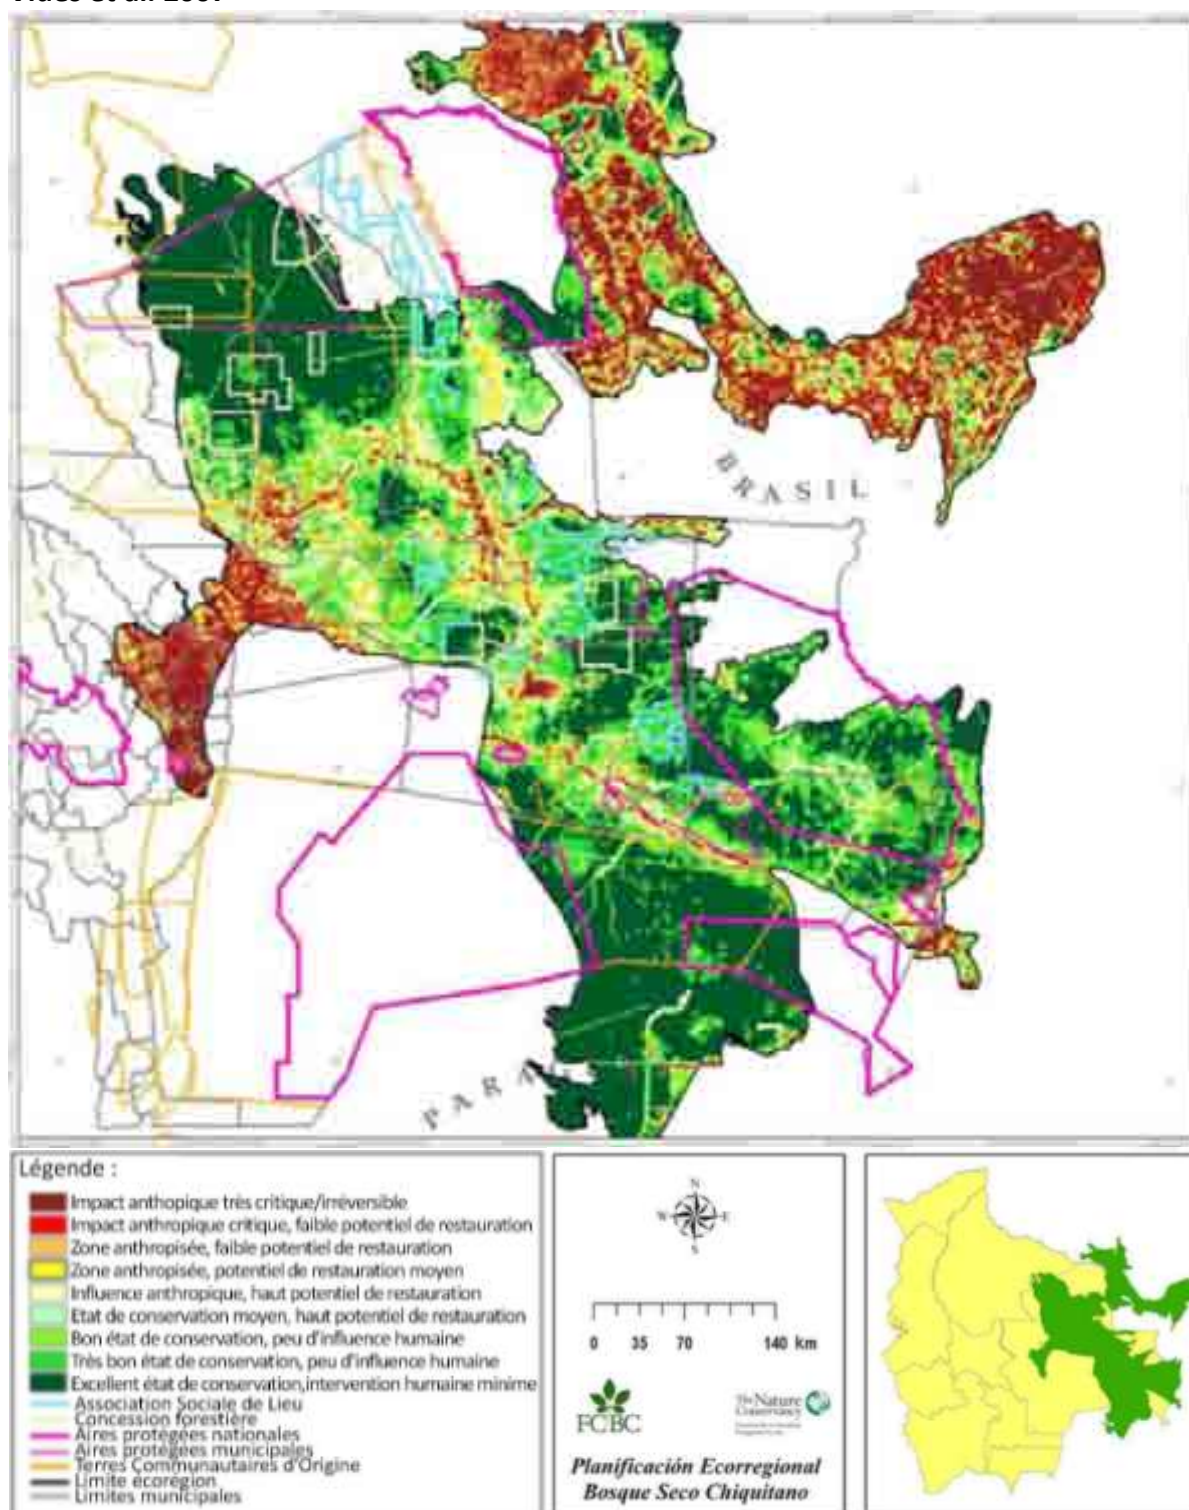 BRASIL
PARA
Légende :
Impact anthopique très critique/irréversible
Impact anthropique critique, faible potentiel de restauration
Zone anthropisée, faible potentiel de restauration
Zone anthropisée, potentiel de restauration moyen
Influence anthropique, haut potentiel de restauration
Etat de conservation moyen, haut potentiel de restauration
Bon état de conservation, peu d'influence humaine
Très bon état de conservation, peu d'influence humaine
Excellent état de conservation,intervention humaine minime
Association Sociale de Lieu
Concession forestière
Aires protégées nationales
Aires protégées municipales
Terres Communautaires d'Origine
Limite écorégion
Limites municipales
N
W E
S
0 35 70 140 km
FCBC
The Nature
Conservancy
Planificación Ecorregional
Bosque Seco Chiquitano